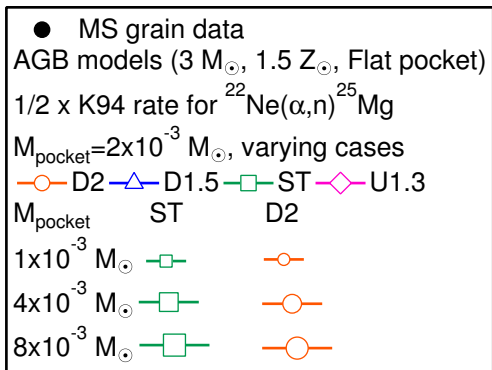 MS grain data
AGB models (3 M☉, 1.5 Z☉, Flat pocket)
1/2 x K94 rate for ²²Ne(α,n)²⁵Mg
Mpocket=2x10⁻³ M☉, varying cases
D2 D1.5 ST U1.3
Mpocket ST D2
1x10⁻³ M☉
4x10⁻³ M☉
8x10⁻³ M☉